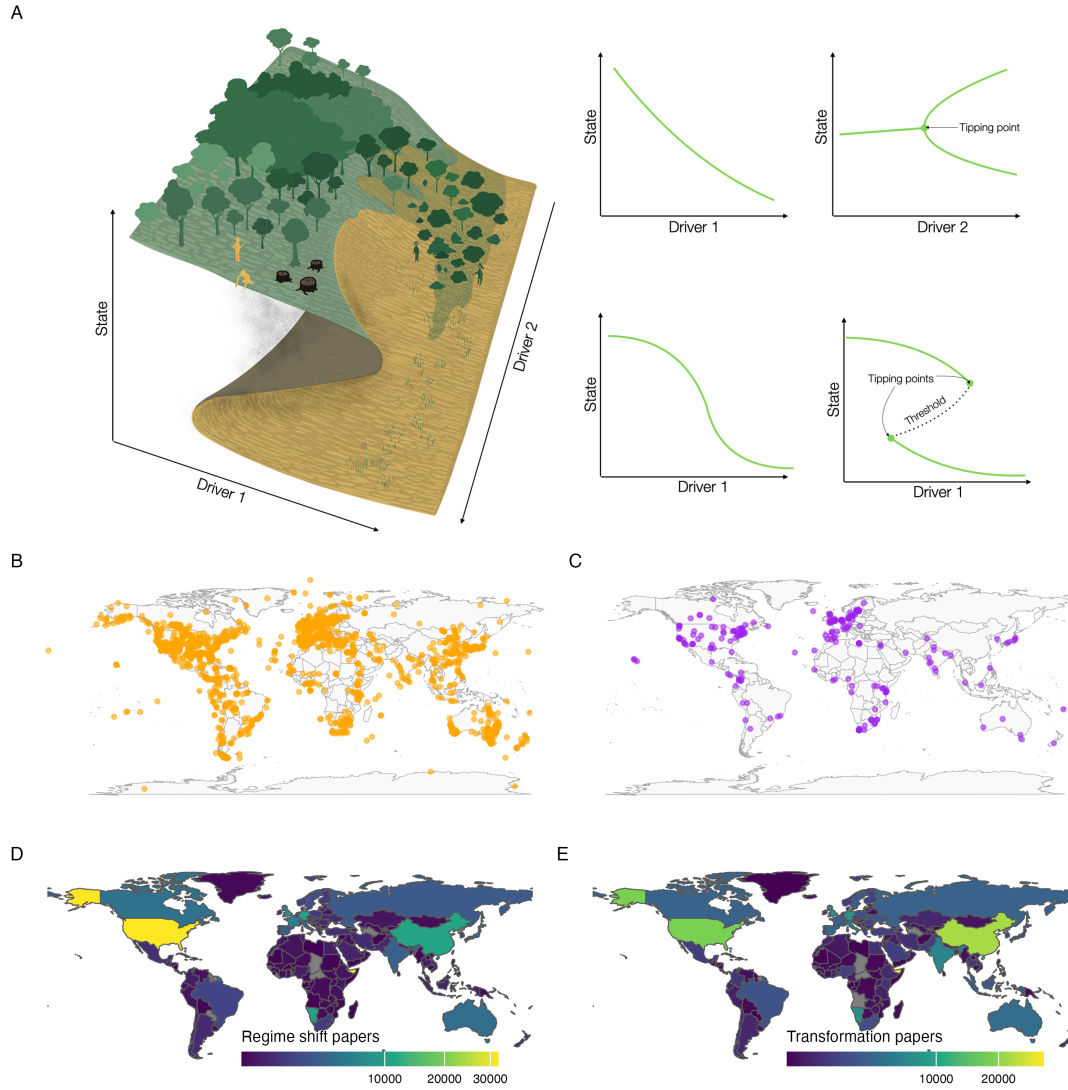 A
State
Driver 1
Driver 2
State
Driver 1
State
Tipping point
Driver 2
State
Driver 1
State
Tipping points
Threshold
Driver 1
B
C
D
Regime shift papers
10000 20000 30000
E
Transformation papers
10000 20000